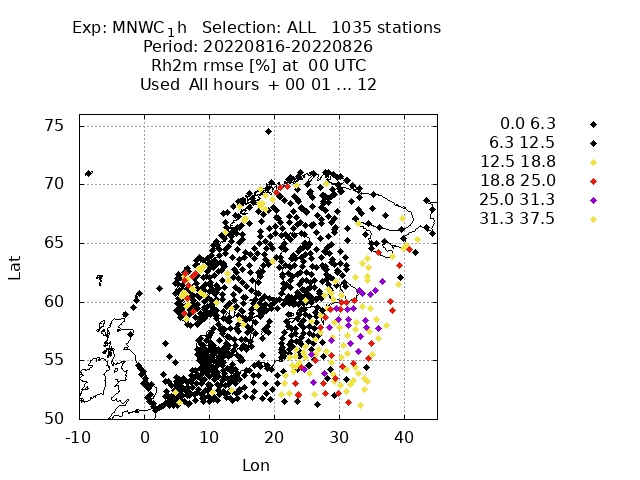 Exp: MNWC_1h Selection: ALL 1035 stations
Period: 20220816-20220826
Rh2m rmse [%] at 00 UTC
Used All hours + 00 01 ... 12
0.0 6.3
6.3 12.5
12.5 18.8
18.8 25.0
25.0 31.3
31.3 37.5
75
70
65
60
55
50
Lat
-10 0 10 20 30 40
Lon